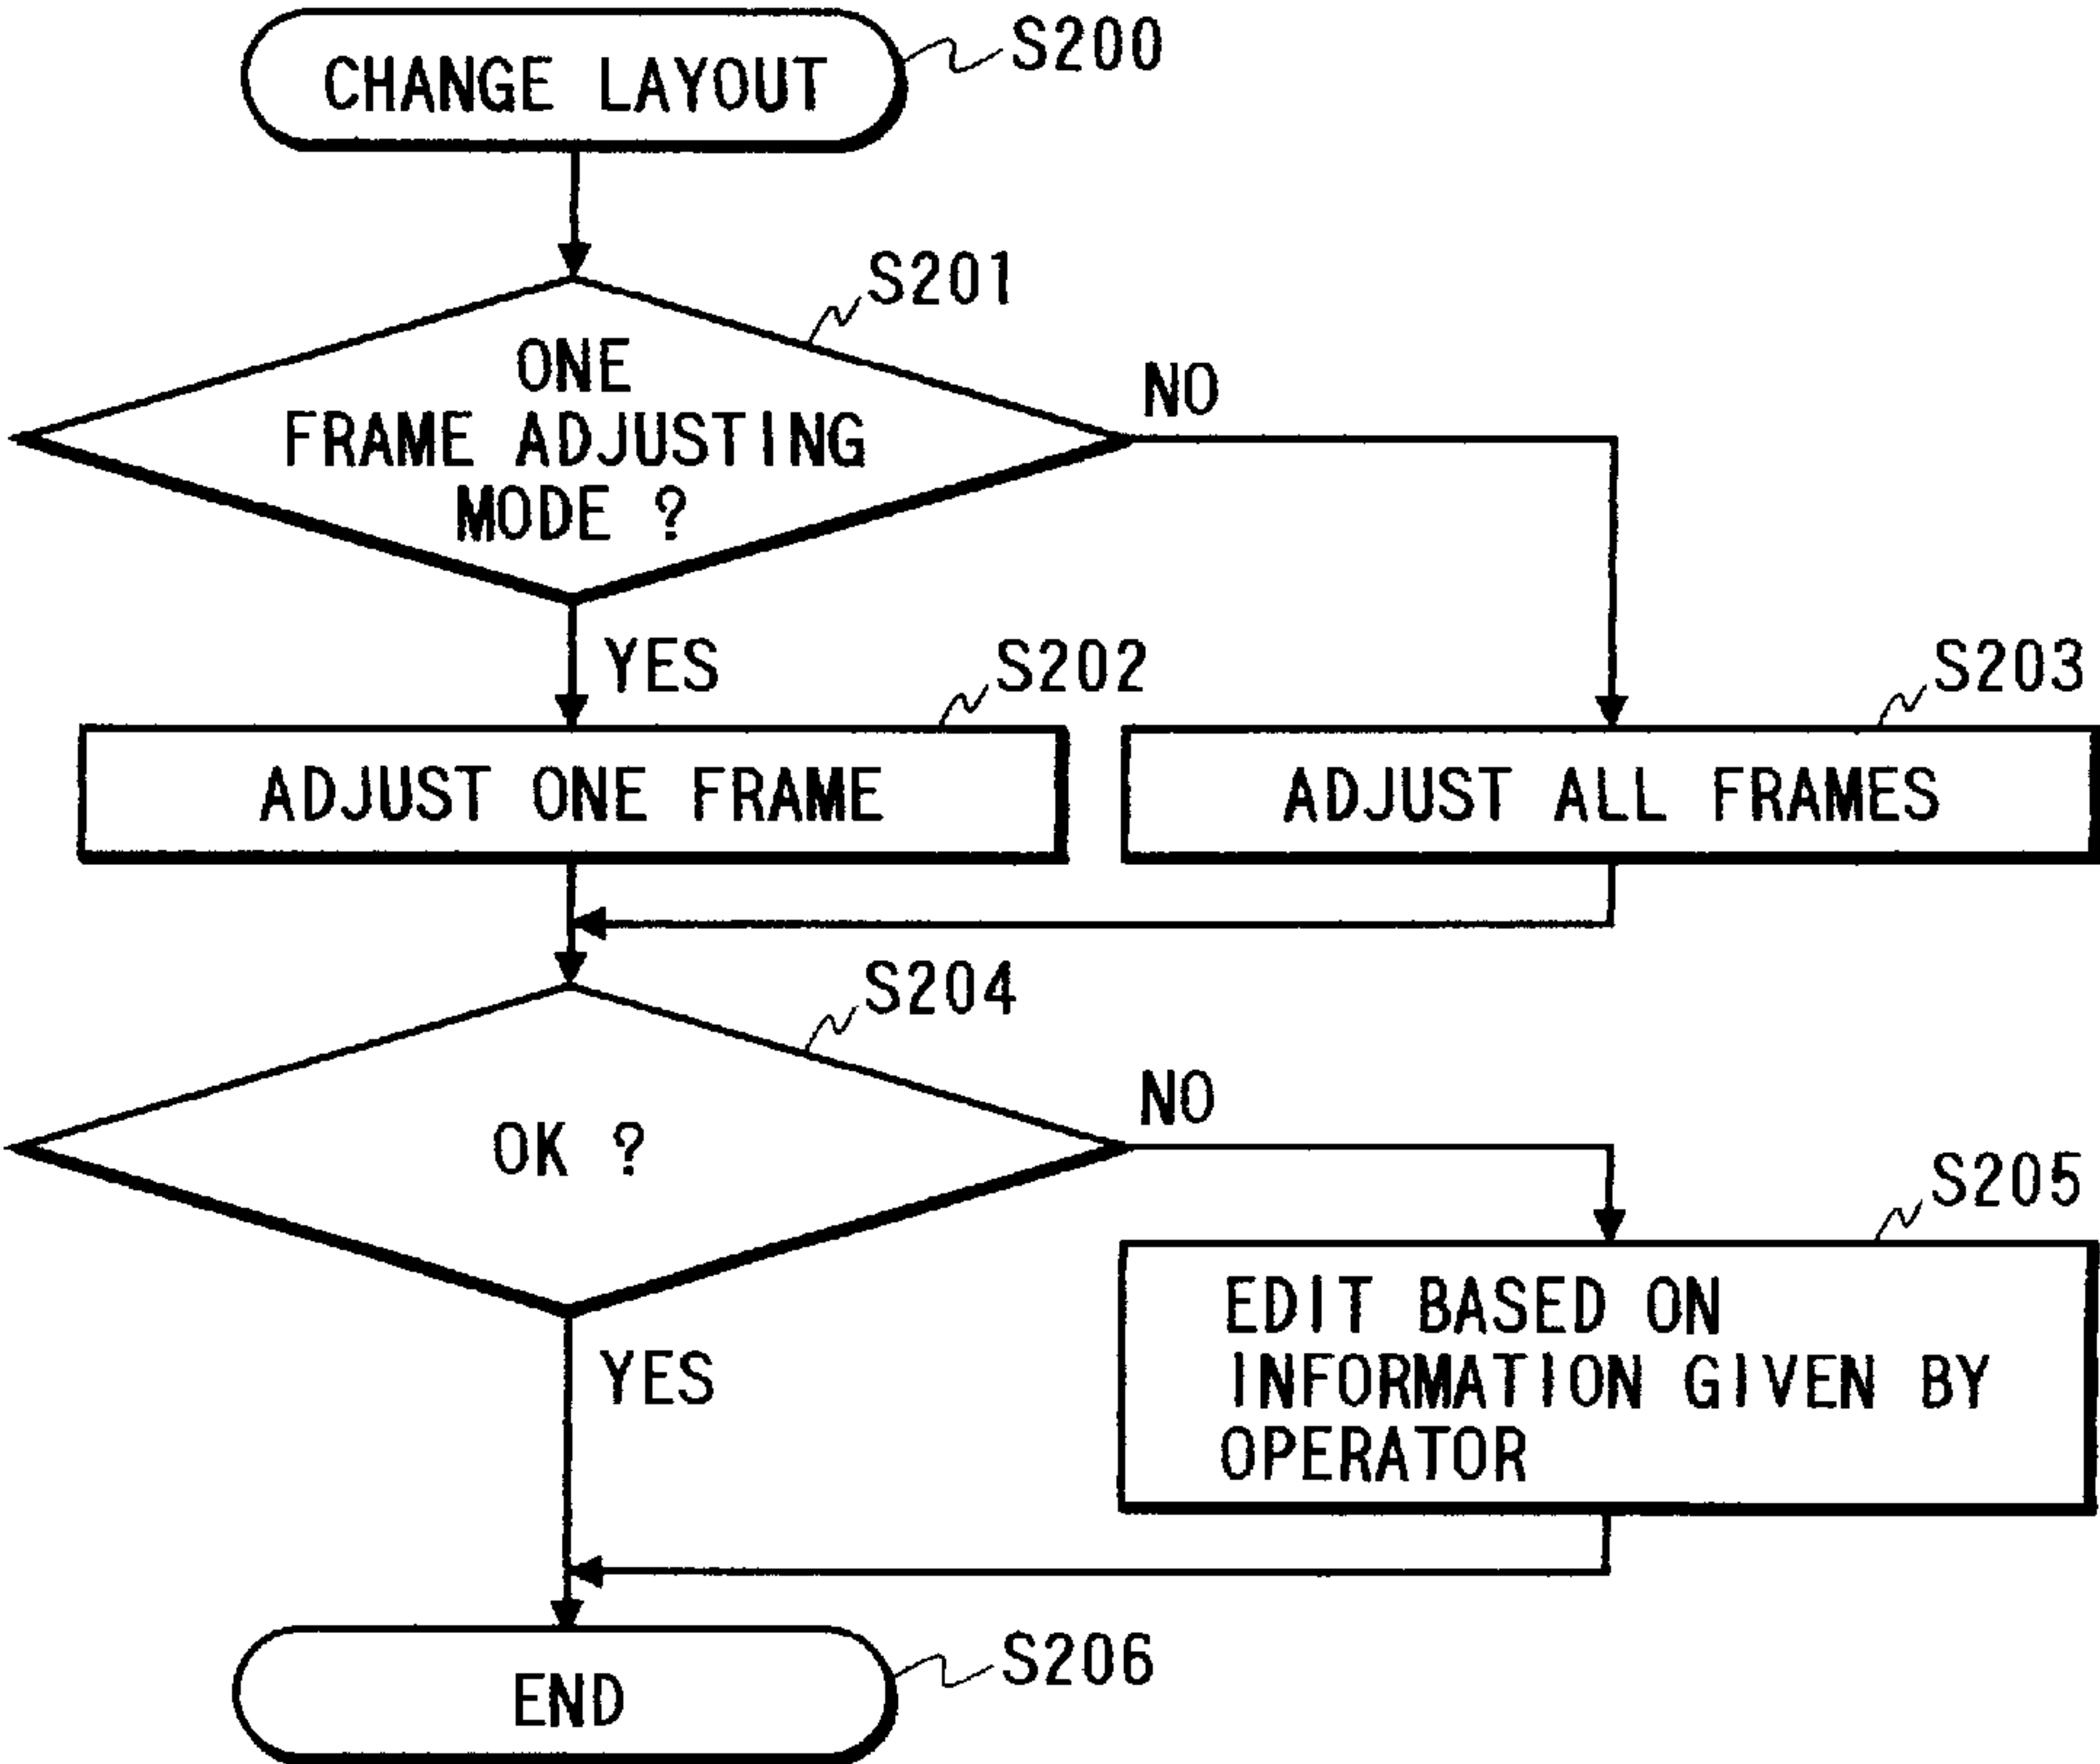 CHANGE LAYOUT
S200
S201
ONE
FRAME ADJUSTING
MODE ?
NO
YES
S202
S203
ADJUST ONE FRAME
ADJUST ALL FRAMES
S204
OK ?
NO
YES
S205
EDIT BASED ON
INFORMATION GIVEN BY
OPERATOR
END
S206